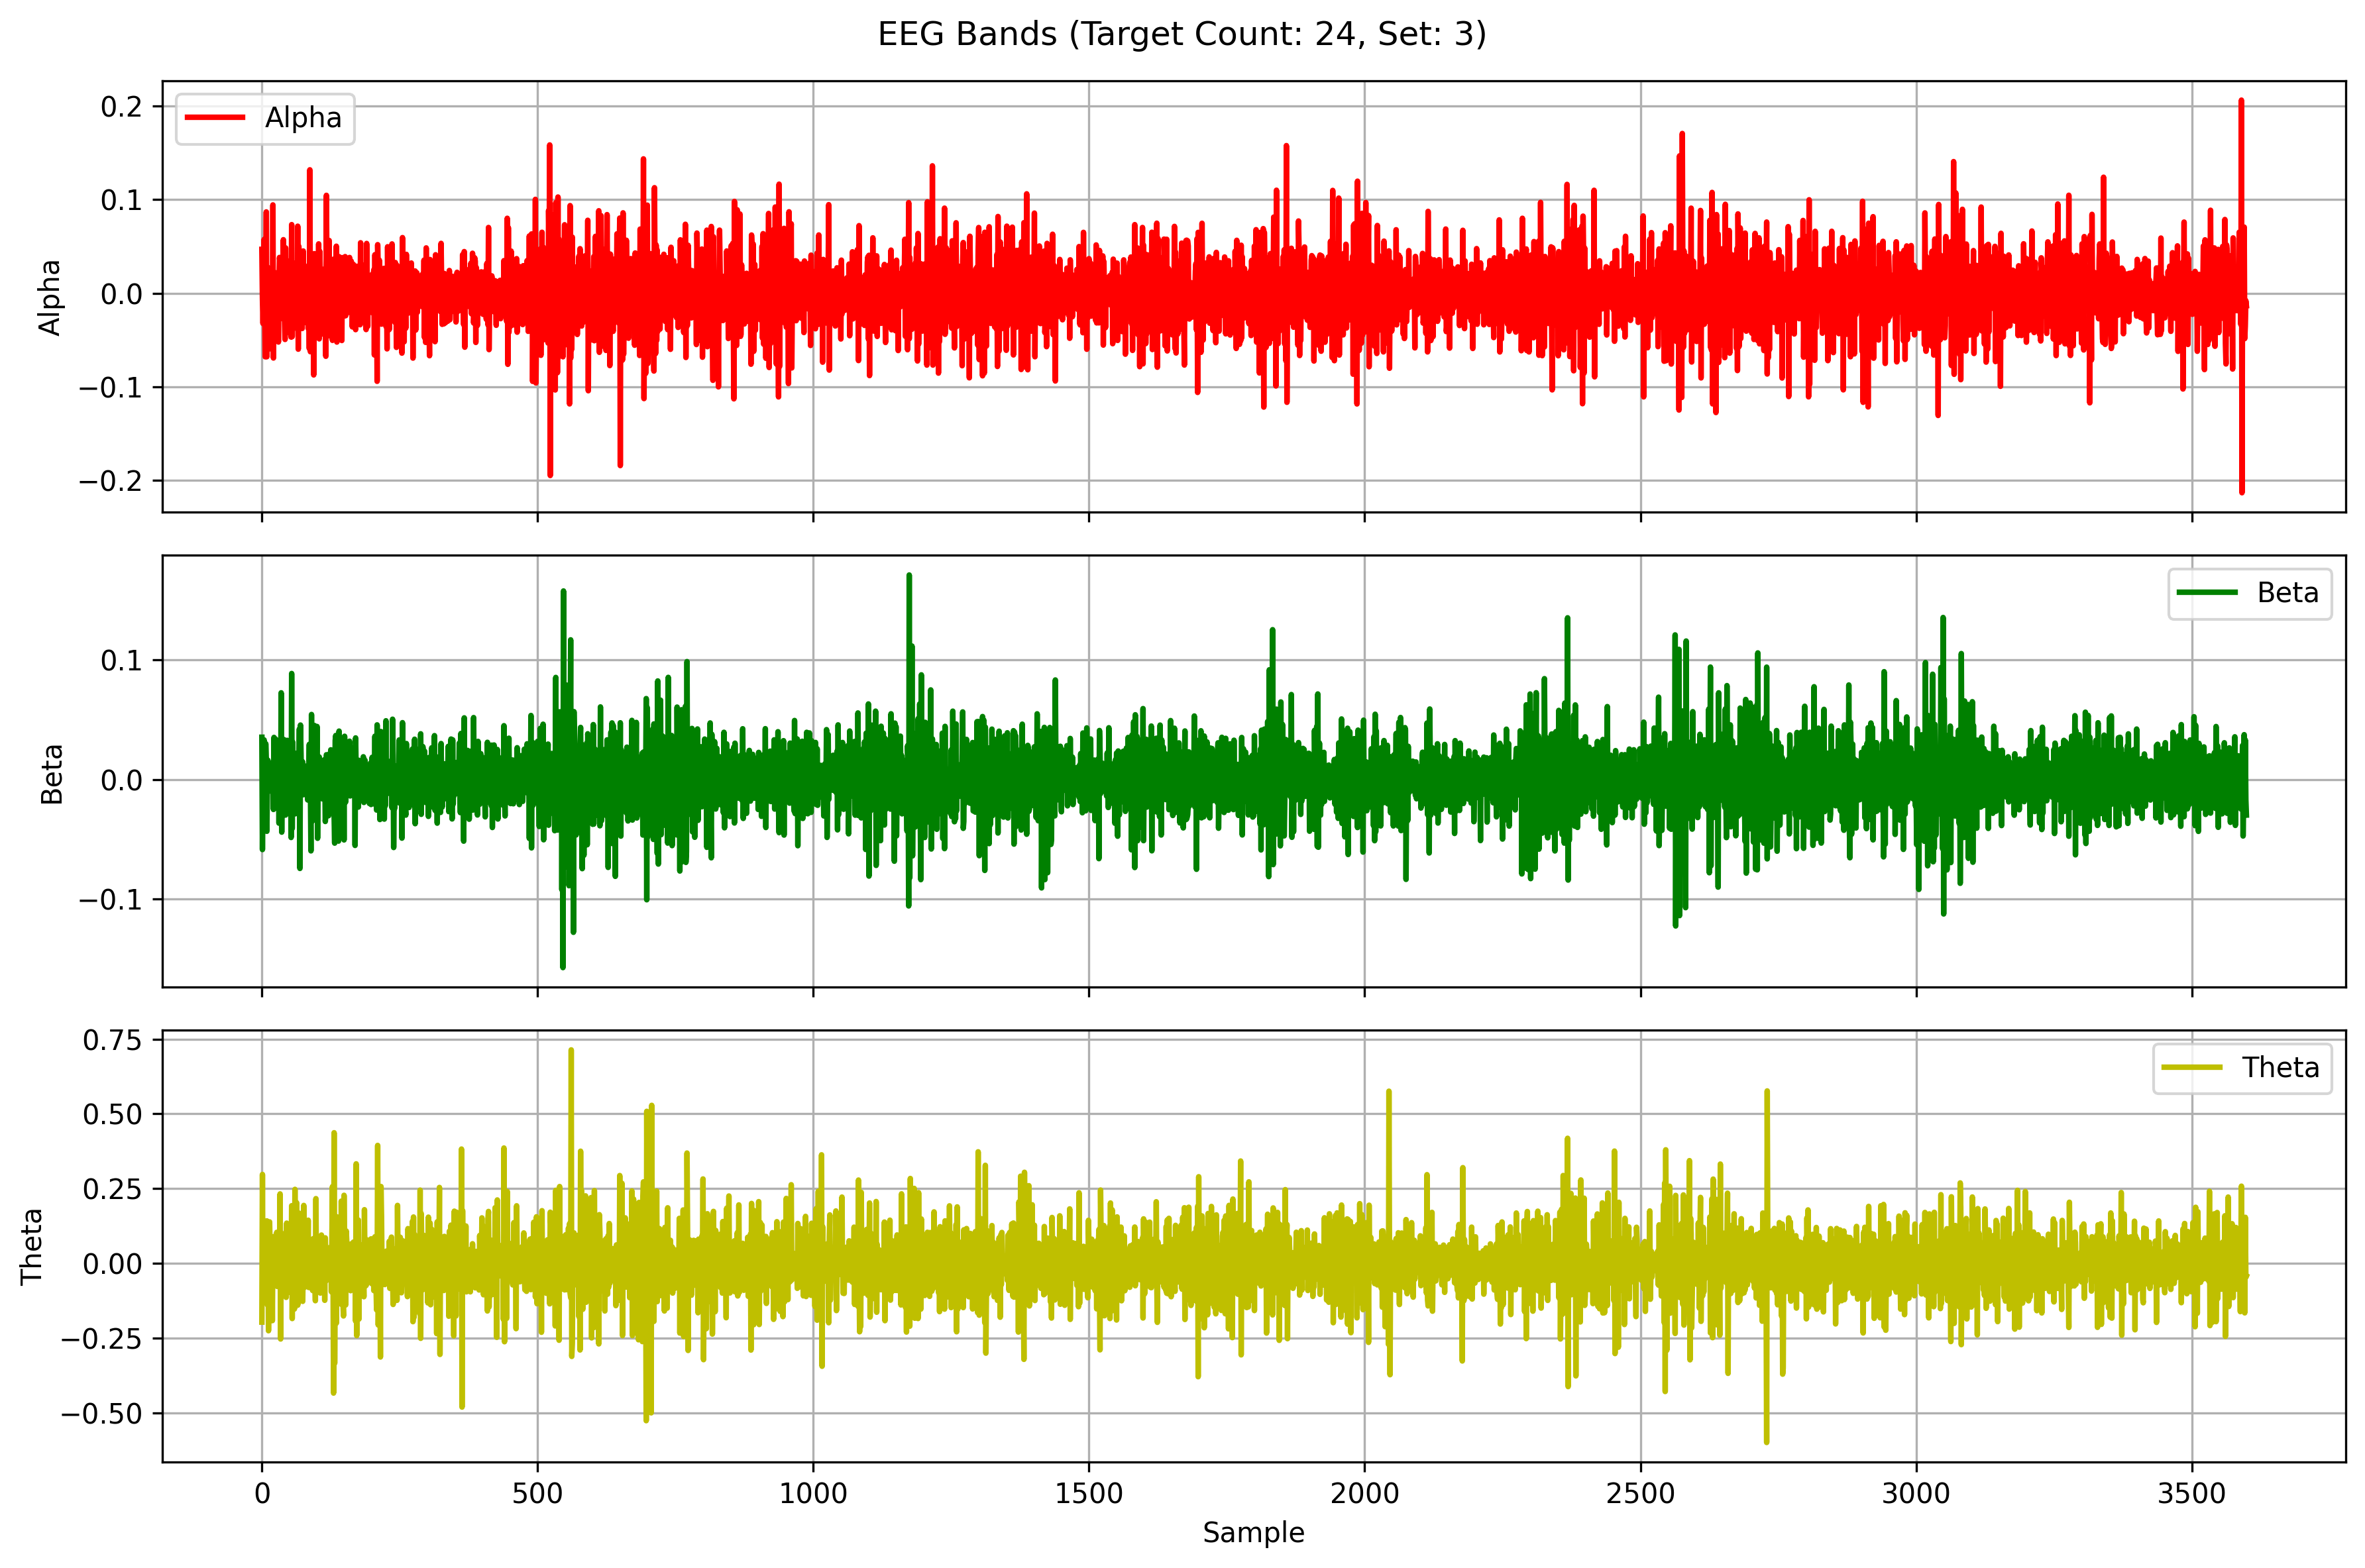 EEG Bands (Target Count: 24, Set: 3)
Alpha
0.2
0.1
0.0
−0.1
−0.2
Alpha
Beta
0.1
0.0
−0.1
Beta
Theta
0.75
0.50
0.25
0.00
−0.25
−0.50
Theta
0 500 1000 1500 2000 2500 3000 3500
Sample